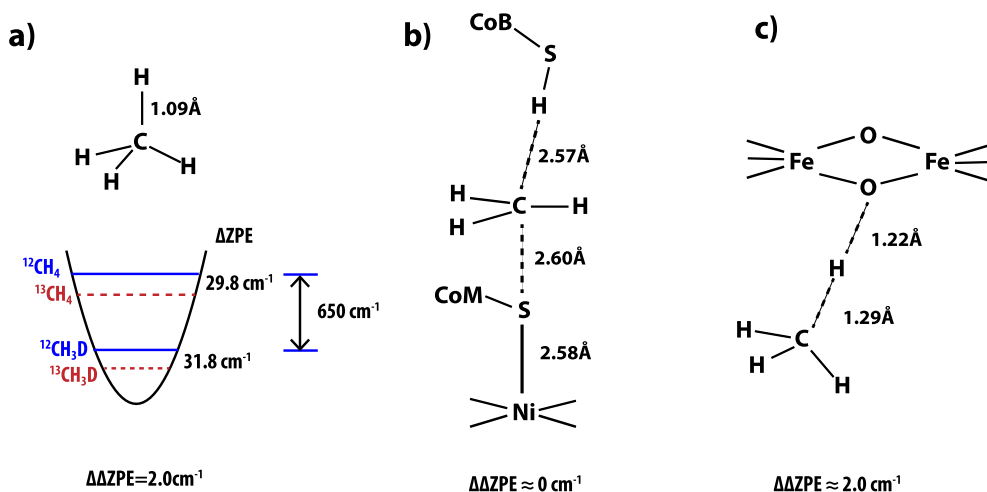 a)
H
1.09Å
C
H
H
H
ΔZPE
¹²CH₄
29.8 cm⁻¹
¹³CH₄
650 cm⁻¹
¹²CH₃D
31.8 cm⁻¹
¹³CH₃D
ΔΔZPE=2.0cm⁻¹
b)
CoB
S
H
2.57Å
H
C
H
H
2.60Å
CoM
S
2.58Å
Ni
ΔΔZPE ≈ 0 cm⁻¹
c)
O
Fe
Fe
O
1.22Å
H
1.29Å
H
C
H
H
ΔΔZPE ≈ 2.0 cm⁻¹